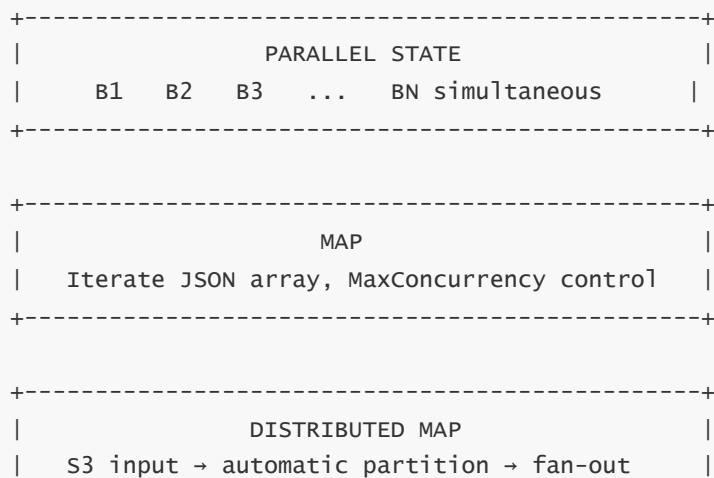 +------------------------------------------------+
|                 PARALLEL STATE                 |
|     B1   B2   B3   ...   BN simultaneous      |
+------------------------------------------------+
+------------------------------------------------+
|                     MAP                        |
|   Iterate JSON array, MaxConcurrency control   |
+------------------------------------------------+
+------------------------------------------------+
|                DISTRIBUTED MAP                 |
|   S3 input → automatic partition → fan-out     |